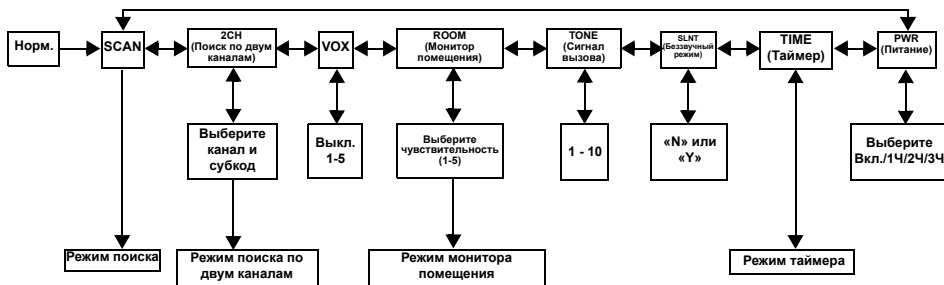 Норм.
SCAN
2CH
(Поиск по двум
каналам)
VOX
ROOM
(Монитор
помещения)
TONE
(Сигнал
вызова)
SLNT
(Беззвучный
режим)
TIME
(Таймер)
PWR
(Питание)
Выберите
канал и
субкод
Выкл.
1-5
Выберите
чувствительность
(1-5)
1 - 10
«N» или
«Y»
Выберите
Вкл./1Ч/2Ч/3Ч
Режим поиска
Режим поиска по
двум каналам
Режим монитора
помещения
Режим таймера